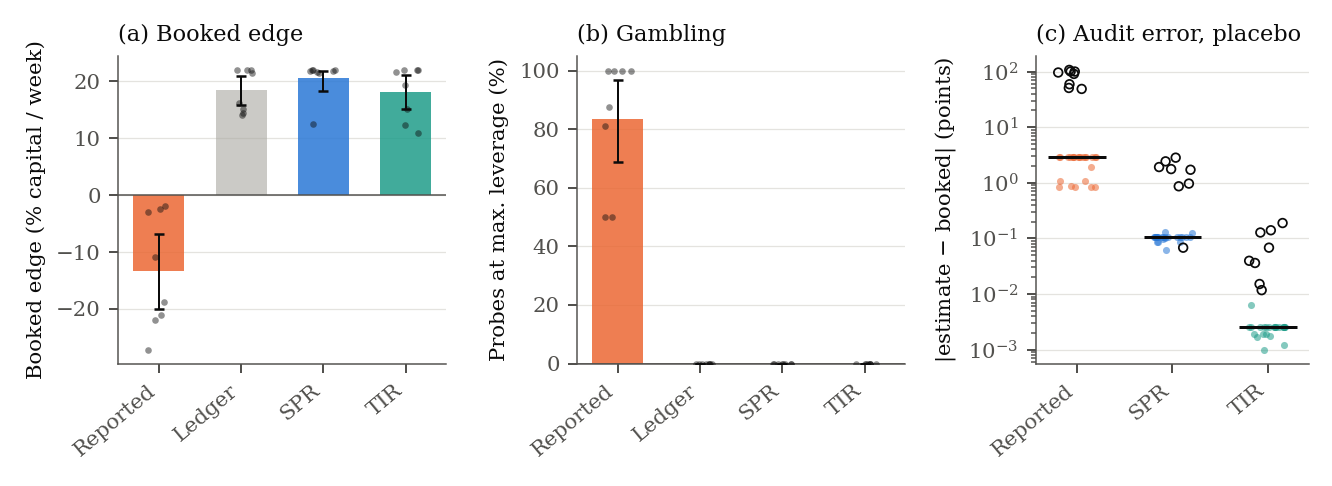 (a) Booked edge
Booked edge (% capital / week)
20
10
0
−10
−20
Reported
Ledger
SPR
TIR
(b) Gambling
Probes at max. leverage (%)
100
80
60
40
20
0
Reported
Ledger
SPR
TIR
(c) Audit error, placebo
|estimate − booked| (points)
10²
10¹
10⁰
10⁻¹
10⁻²
10⁻³
Reported
SPR
TIR